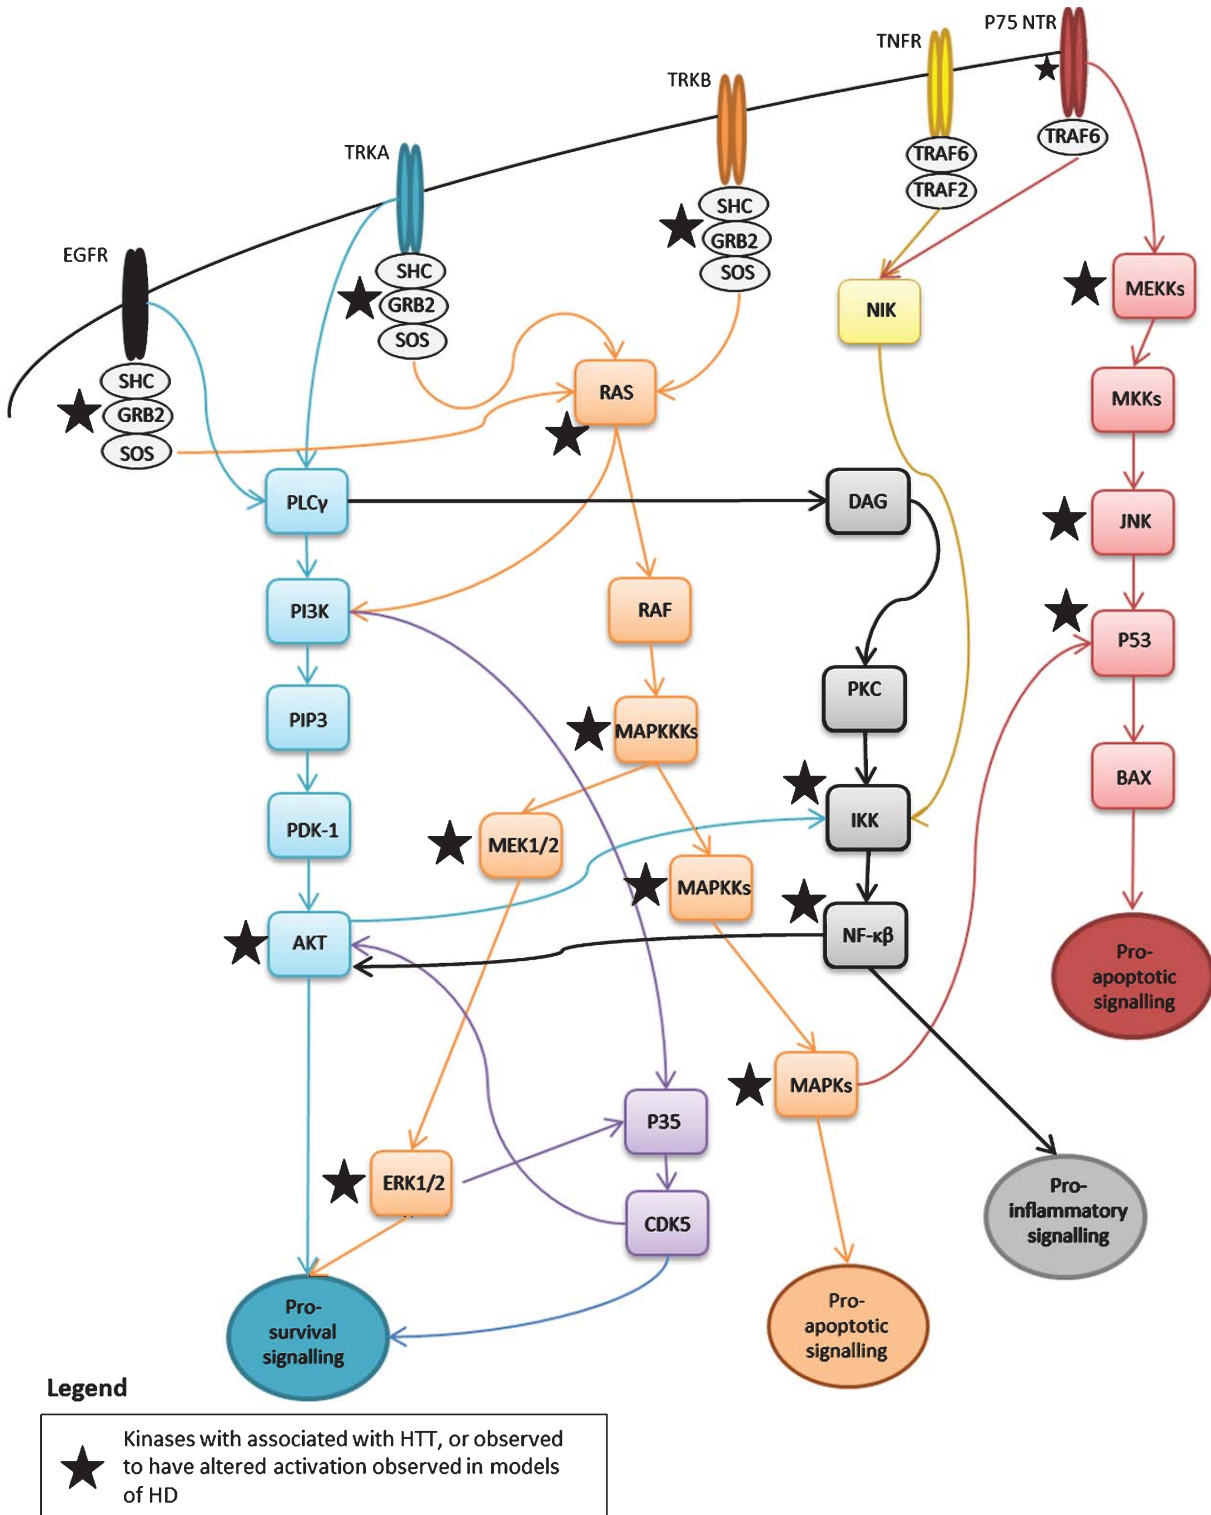 P75 NTR
TNFR
TRKB
TRKA
EGFR
TRAF6
TRAF6
TRAF2
SHC
GRB2
SOS
SHC
GRB2
SOS
SHC
GRB2
SOS
NIK
MEKKs
RAS
MKKs
PLCγ
DAG
JNK
PI3K
RAF
P53
PKC
PIP3
MAPKKKs
BAX
PDK-1
MEK1/2
IKK
MAPKKs
AKT
NF-κβ
Pro-
apoptotic
signalling
MAPKs
P35
ERK1/2
CDK5
Pro-
inflammatory
signalling
Pro-
survival
signalling
Pro-
apoptotic
signalling
Legend
Kinases with associated with HTT, or observed
to have altered activation observed in models
of HD